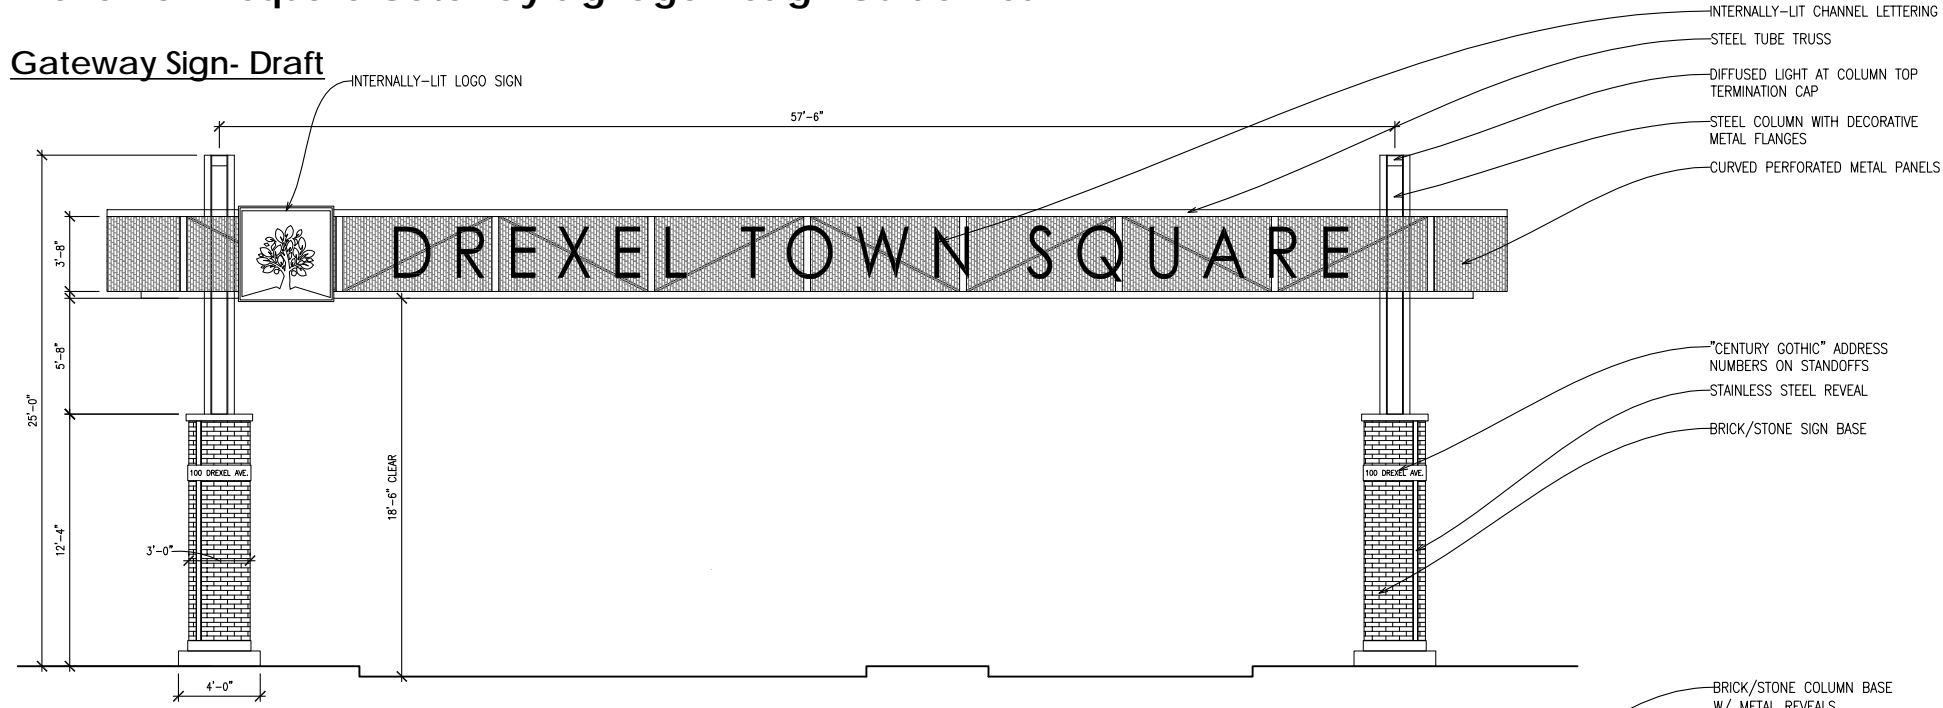 Gateway Sign- Draft
INTERNALLY-LIT LOGO SIGN
INTERNALLY-LIT CHANNEL LETTERING
STEEL TUBE TRUSS
DIFFUSED LIGHT AT COLUMN TOP
TERMINATION CAP
STEEL COLUMN WITH DECORATIVE
METAL FLANGES
CURVED PERFORATED METAL PANELS
57'-6"
DREXEL TOWN SQUARE
3'-8"
5'-8"
25'-0"
12'-4"
18'-6" CLEAR
"CENTURY GOTHIC" ADDRESS
NUMBERS ON STANDOFFS
STAINLESS STEEL REVEAL
BRICK/STONE SIGN BASE
100 DREXEL AVE.
100 DREXEL AVE.
3'-0"
4'-0"
BRICK/STONE COLUMN BASE
W/ METAL REVEALS